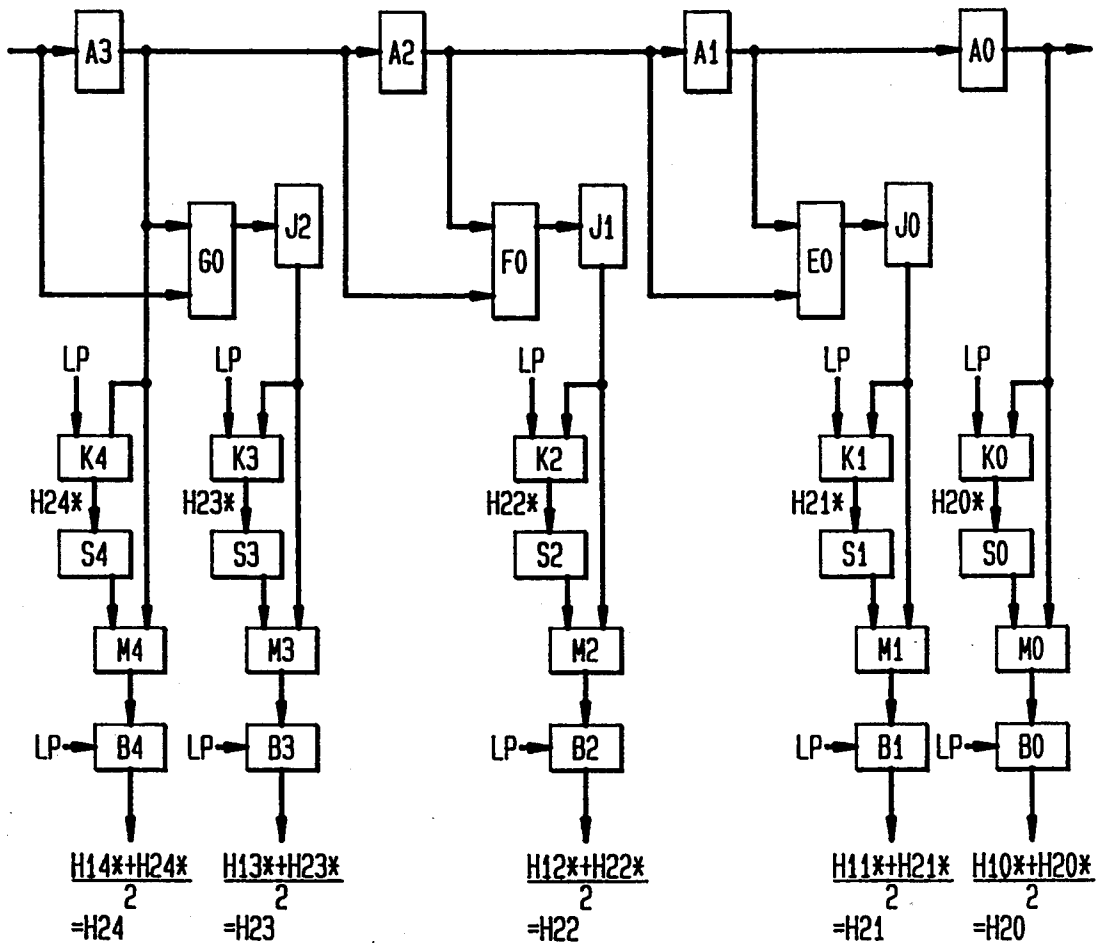 A3 A2 A1 A0
G0 J2 F0 J1 E0 J0
LP LP LP LP LP
K4 K3 K2 K1 K0
H24* H23* H22* H21* H20*
S4 S3 S2 S1 S0
M4 M3 M2 M1 M0
LP B4 LP B3 LP B2 LP B1 LP B0
H14*+H24* H13*+H23* H12*+H22* H11*+H21* H10*+H20*
2 2 2 2 2
=H24 =H23 =H22 =H21 =H20